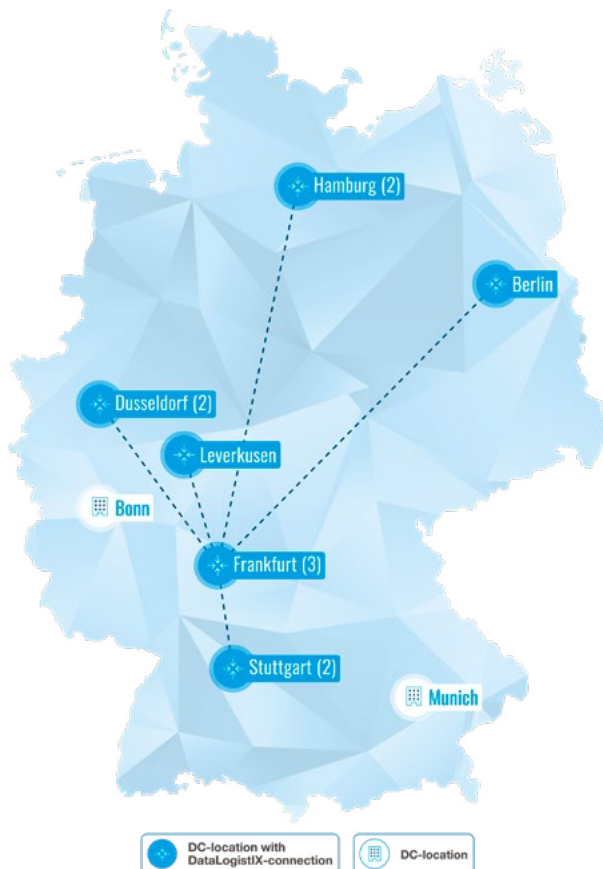 Hamburg (2)
Berlin
Dusseldorf (2)
Leverkusen
Bonn
Frankfurt (3)
Stuttgart (2)
Munich
DC-location with
DataLogistIX-connection
DC-location